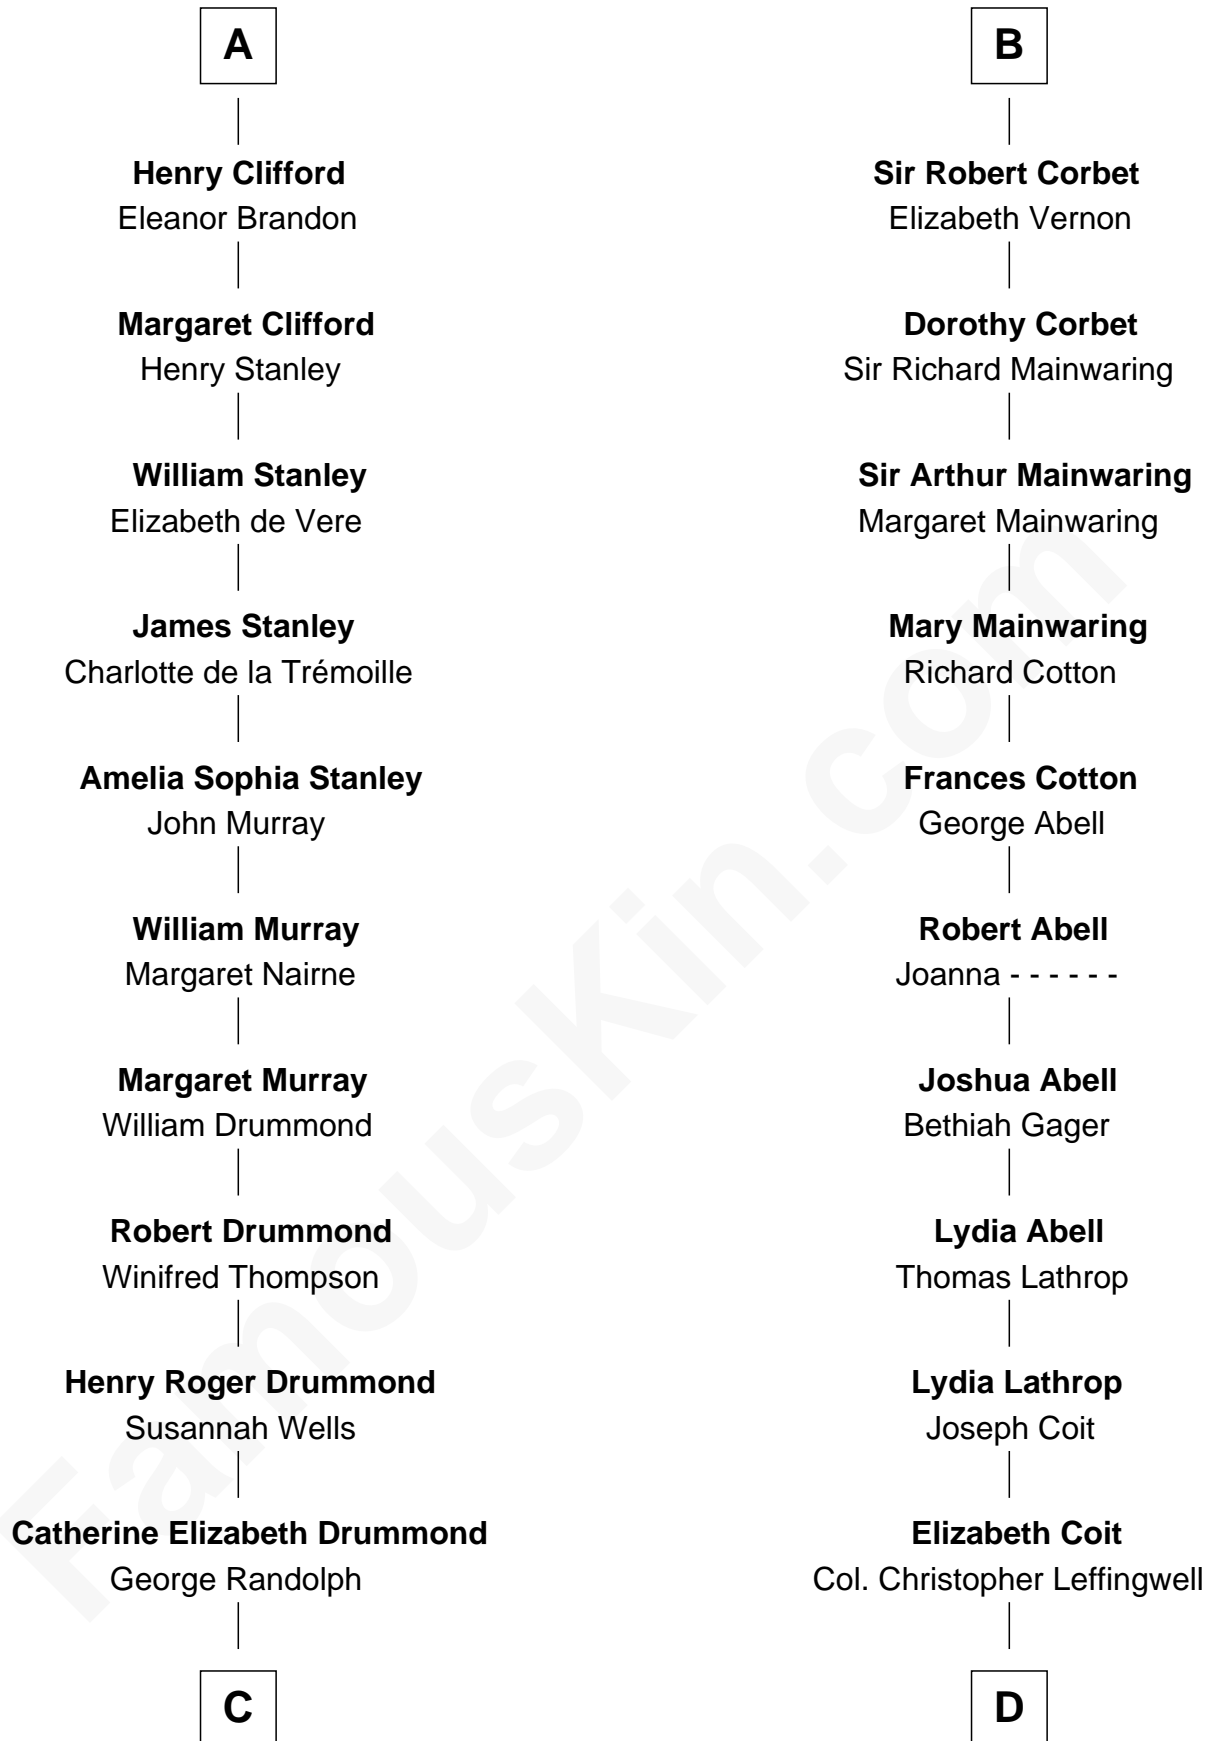 A
Henry Clifford
Eleanor Brandon
Margaret Clifford
Henry Stanley
William Stanley
Elizabeth de Vere
James Stanley
Charlotte de la Trémoille
Amelia Sophia Stanley
John Murray
William Murray
Margaret Nairne
Margaret Murray
William Drummond
Robert Drummond
Winifred Thompson
Henry Roger Drummond
Susannah Wells
Catherine Elizabeth Drummond
George Randolph
C
B
Sir Robert Corbet
Elizabeth Vernon
Dorothy Corbet
Sir Richard Mainwaring
Sir Arthur Mainwaring
Margaret Mainwaring
Mary Mainwaring
Richard Cotton
Frances Cotton
George Abell
Robert Abell
Joanna - - - - - -
Joshua Abell
Bethiah Gager
Lydia Abell
Thomas Lathrop
Lydia Lathrop
Joseph Coit
Elizabeth Coit
Col. Christopher Leffingwell
D
FamousKin.com